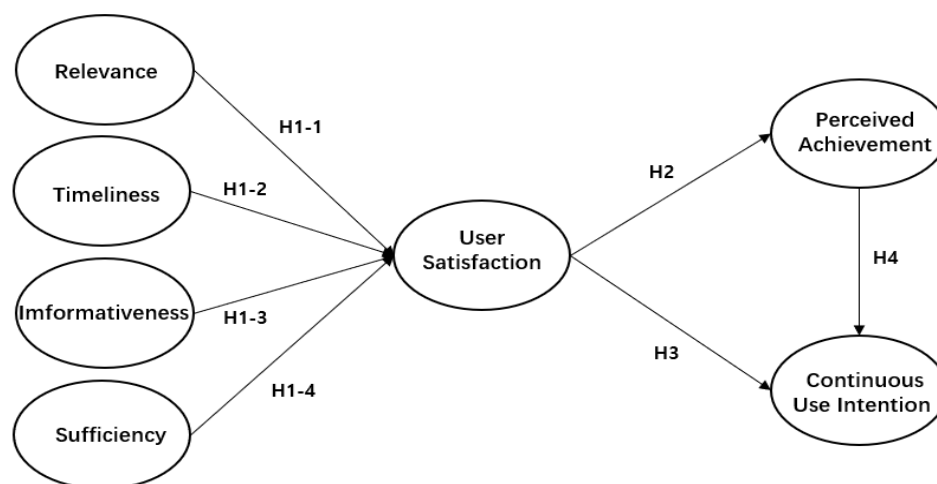 Relevance
H1-1
Timeliness
H1-2
Imformativeness
H1-3
Sufficiency
H1-4
User
Satisfaction
H2
H3
Perceived
Achievement
H4
Continuous
Use Intention